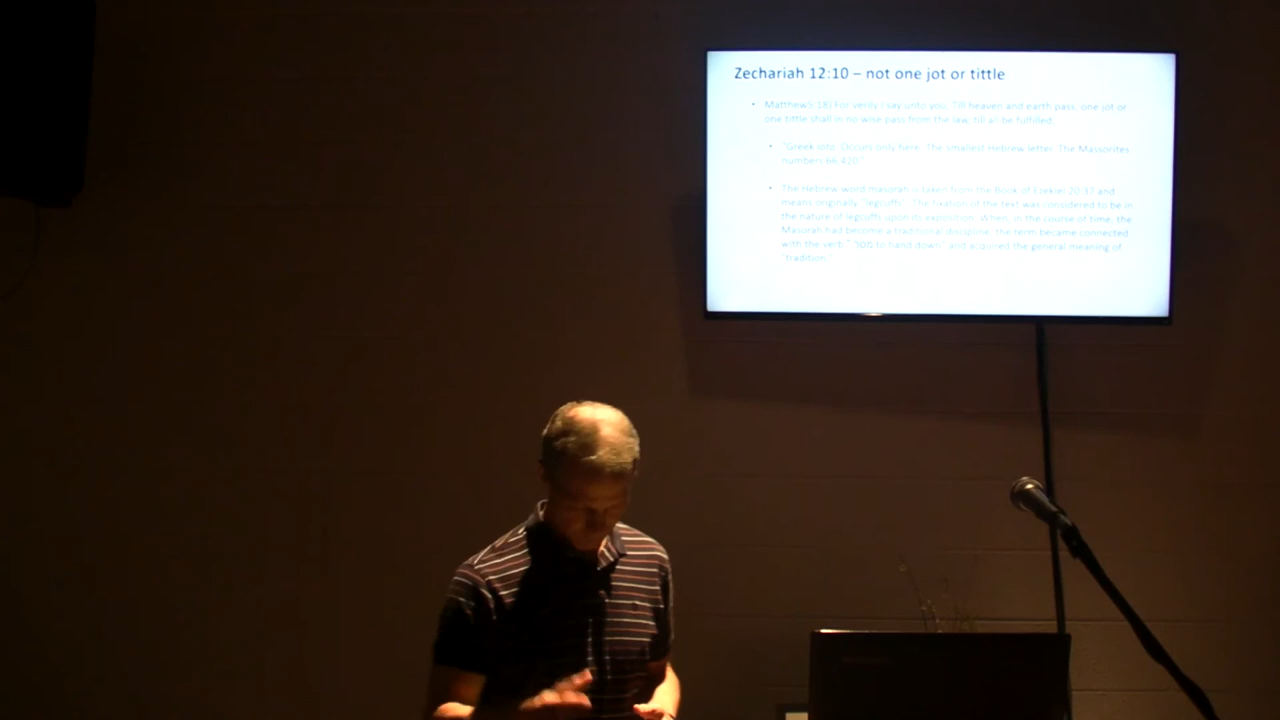 Zechariah 12:10 – not one jot or tittle
• Matthew5:18) For verily I say unto you, Till heaven and earth pass, one jot or
one tittle shall in no wise pass from the law, till all be fulfilled.
• "Greek iota. Occurs only here. The smallest Hebrew letter. The Massorites
numbers 66,420."
• The Hebrew word masorah is taken from the Book of Ezekiel 20:37 and
means originally "legcuffs". The fixation of the text was considered to be in
the nature of legcuffs upon its exposition. When, in the course of time, the
Masorah had become a traditional discipline, the term became connected
with the verb " מסר to hand down" and acquired the general meaning of
"tradition."